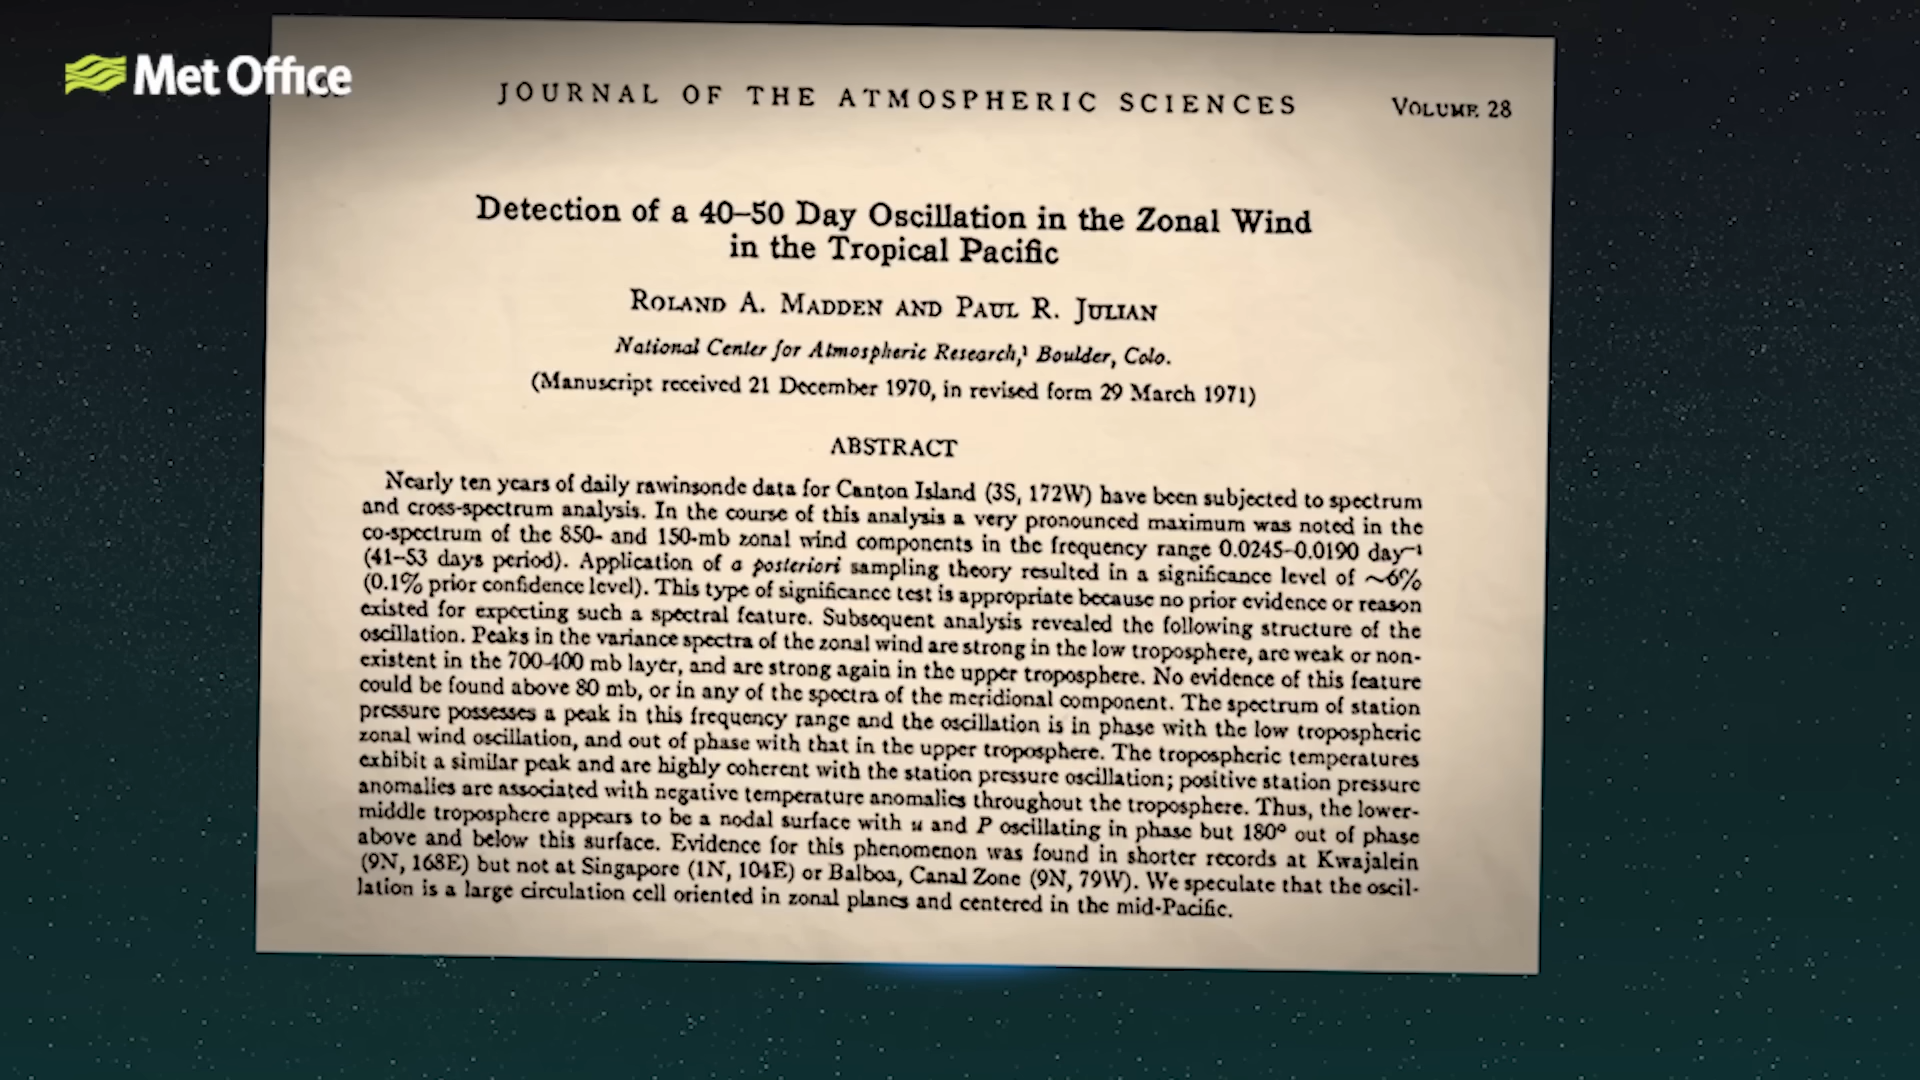 Met Office
JOURNAL OF THE ATMOSPHERIC SCIENCES
VOLUME 28
Detection of a 40–50 Day Oscillation in the Zonal Wind
in the Tropical Pacific
ROLAND A. MADDEN AND PAUL R. JULIAN
National Center for Atmospheric Research,¹ Boulder, Colo.
(Manuscript received 21 December 1970, in revised form 29 March 1971)
ABSTRACT
Nearly ten years of daily rawinsonde data for Canton Island (3S, 172W) have been subjected to spectrum
and cross-spectrum analysis. In the course of this analysis a very pronounced maximum was noted in the
co-spectrum of the 850- and 150-mb zonal wind components in the frequency range 0.0245–0.0190 day⁻¹
(41–53 days period). Application of a posteriori sampling theory resulted in a significance level of ~6%
(0.1% prior confidence level). This type of significance test is appropriate because no prior evidence or reason
existed for expecting such a spectral feature. Subsequent analysis revealed the following structure of the
oscillation. Peaks in the variance spectra of the zonal wind are strong in the low troposphere, are weak or non-
existent in the 700-400 mb layer, and are strong again in the upper troposphere. No evidence of this feature
could be found above 80 mb, or in any of the spectra of the meridional component. The spectrum of station
pressure possesses a peak in this frequency range and the oscillation is in phase with the low tropospheric
zonal wind oscillation, and out of phase with that in the upper troposphere. The tropospheric temperatures
exhibit a similar peak and are highly coherent with the station pressure oscillation; positive station pressure
anomalies are associated with negative temperature anomalies throughout the troposphere. Thus, the lower-
middle troposphere appears to be a nodal surface with u and P oscillating in phase but 180° out of phase
above and below this surface. Evidence for this phenomenon was found in shorter records at Kwajalein
(9N, 168E) but not at Singapore (1N, 104E) or Balboa, Canal Zone (9N, 79W). We speculate that the oscil-
lation is a large circulation cell oriented in zonal planes and centered in the mid-Pacific.